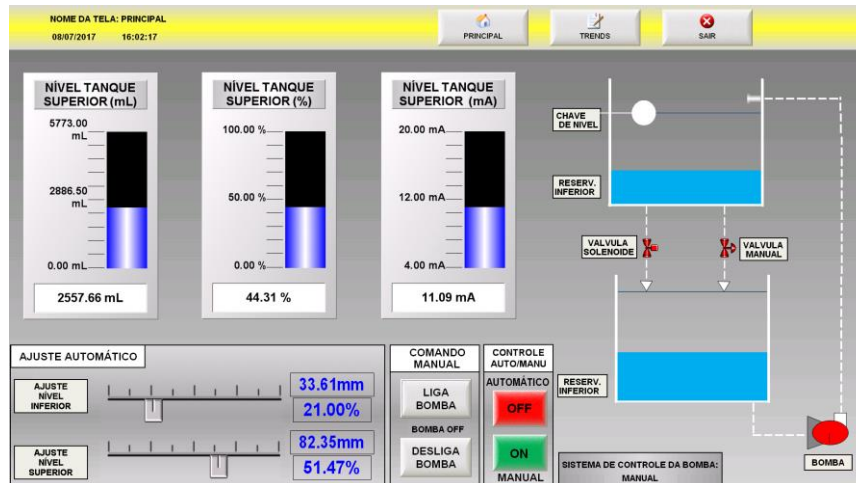 NOME DA TELA: PRINCIPAL
08/07/2017 16:02:17
PRINCIPAL
TRENDS
SAIR
NÍVEL TANQUE
SUPERIOR (mL)
5773.00
mL
2886.50
mL
0.00 mL
2557.66 mL
NÍVEL TANQUE
SUPERIOR (%)
100.00 %
50.00 %
0.00 %
44.31 %
NÍVEL TANQUE
SUPERIOR (mA)
20.00 mA
12.00 mA
4.00 mA
11.09 mA
CHAVE
DE NIVEL
RESERV.
INFERIOR
VALVULA
SOLENOIDE
VALVULA
MANUAL
RESERV.
INFERIOR
BOMBA
SISTEMA DE CONTROLE DA BOMBA:
MANUAL
AJUSTE AUTOMÁTICO
AJUSTE
NÍVEL
INFERIOR
33.61mm
21.00%
AJUSTE
NÍVEL
SUPERIOR
82.35mm
51.47%
COMANDO
MANUAL
LIGA
BOMBA
BOMBA OFF
DESLIGA
BOMBA
CONTROLE
AUTO/MANU
AUTOMÁTICO
OFF
ON
MANUAL